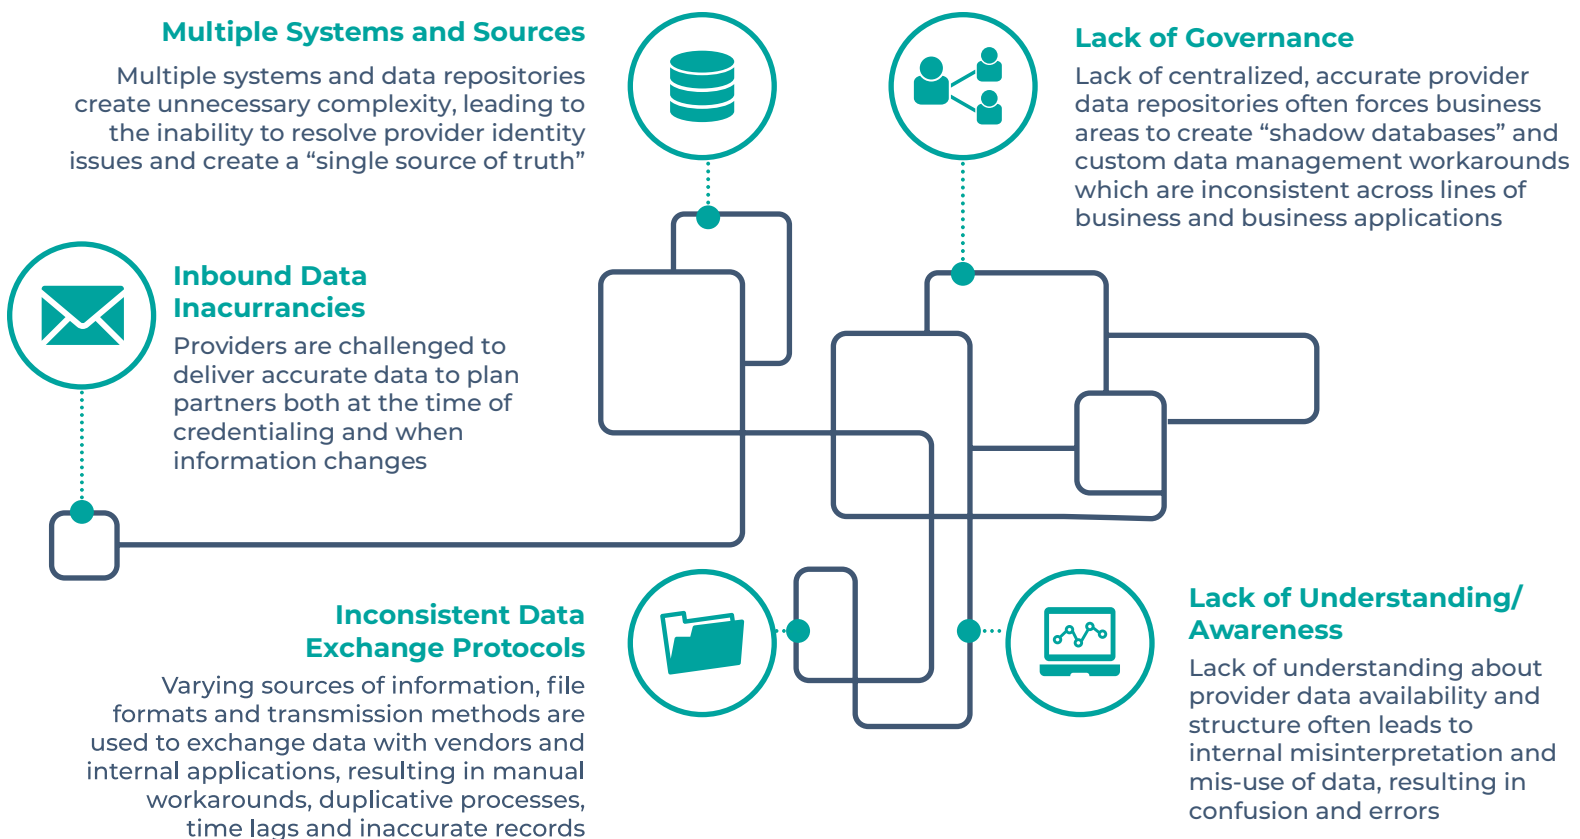 Multiple Systems and Sources
Multiple systems and data repositories
create unnecessary complexity, leading to
the inability to resolve provider identity
issues and create a “single source of truth”
Lack of Governance
Lack of centralized, accurate provider
data repositories often forces business
areas to create “shadow databases” and
custom data management workarounds
which are inconsistent across lines of
business and business applications
Inbound Data
Inacurrancies
Providers are challenged to
deliver accurate data to plan
partners both at the time of
credentialing and when
information changes
Inconsistent Data
Exchange Protocols
Varying sources of information, file
formats and transmission methods are
used to exchange data with vendors and
internal applications, resulting in manual
workarounds, duplicative processes,
time lags and inaccurate records
Lack of Understanding/
Awareness
Lack of understanding about
provider data availability and
structure often leads to
internal misinterpretation and
mis-use of data, resulting in
confusion and errors